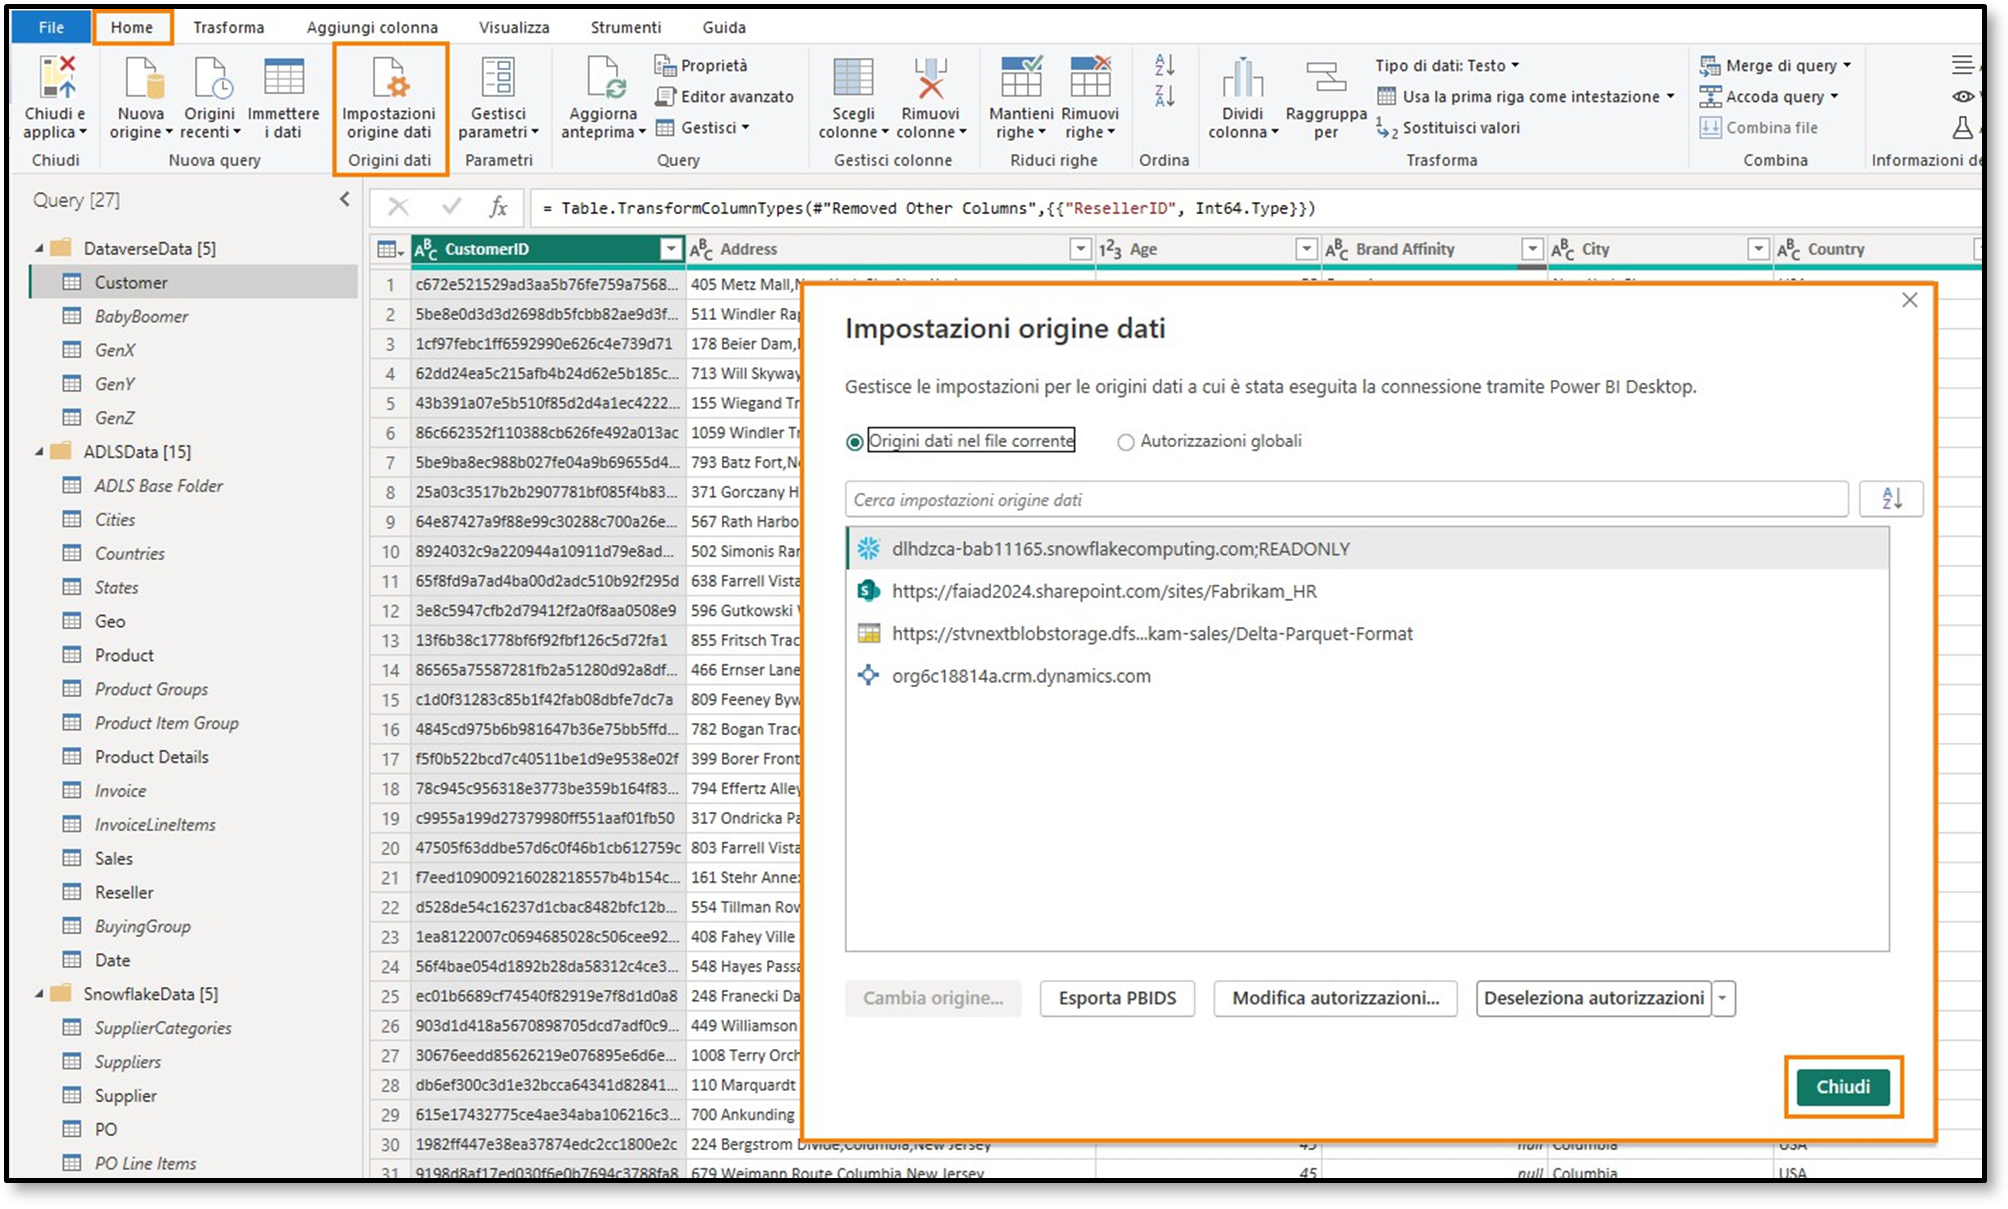 File Home Trasforma Aggiungi colonna Visualizza Strumenti Guida
Chiudi e applica
Chiudi
Nuova origine
Origini recenti
Immettere i dati
Nuova query
Impostazioni origine dati
Origini dati
Gestisci parametri
Parametri
Aggiorna anteprima
Proprietà
Editor avanzato
Gestisci
Query
Scegli colonne
Rimuovi colonne
Gestisci colonne
Mantieni righe
Rimuovi righe
Riduci righe
Ordina
Dividi colonna
Raggruppa per
Tipo di dati: Testo
Usa la prima riga come intestazione
Sostituisci valori
Trasforma
Merge di query
Accoda query
Combina file
Combina
Informazioni
Query [27]
DataverseData [5]
Customer
BabyBoomer
GenX
GenY
GenZ
ADLSData [15]
ADLS Base Folder
Cities
Countries
States
Geo
Product
Product Groups
Product Item Group
Product Details
Invoice
InvoiceLineItems
Sales
Reseller
BuyingGroup
Date
SnowflakeData [5]
SupplierCategories
Suppliers
Supplier
PO
PO Line Items
fx = Table.TransformColumnTypes(#"Removed Other Columns",{{"ResellerID", Int64.Type}})
CustomerID Address Age Brand Affinity City Country
1 c672e521529ad3aa5b76fe759a7568... 405 Metz Mall,
2 5be8e0d3d3d2698db5fcbb82ae9d3f... 511 Windler
3 1cf97febc1ff6592990e626c4e739d71 178 Beier Dam,
4 62dd24ea5c215afb4b24d62e5b185c... 713 Will Skyway
5 43b391a07e5b510f85d2d4a1ec4222... 155 Wiegand
6 86c662352f110388cb626fe492a013ac 1059 Windler
7 5be9ba8ec988b027fe04a9b69655d4... 793 Batz Fort,
8 25a03c3517b2b2907781bf085f4b83... 371 Gorczany
9 64e87427a9f88e99c30288c700a26e... 567 Rath Harbo
10 8924032c9a220944a10911d79e8ad... 502 Simonis
11 65f8fd9a7ad4ba00d2adc510b92f295d 638 Farrell Vista
12 3e8c5947cfb2d79412f2a0f8aa0508e9 596 Gutkowski
13 13f6b38c1778bf6f92fbf126c5d72fa1 855 Fritsch Trac
14 86565a75587281fb2a51280d92a8df... 466 Ernser Lane
15 c1d0f31283c85b1f42fab08dbfe7dc7a 809 Feeney Byw
16 4845cd975b6b981647b36e75bb5ffd... 782 Bogan Trace
17 f5f0b522bcd7c40511be1d9e9538e02f 399 Borer Front
18 78c945c956318e3773be359b164f83... 794 Effertz Alley
19 c9955a199d27379980ff551aaf01fb50 317 Ondricka Pa
20 47505f63ddbe57d6c0f46b1cb612759c 803 Farrell Vista
21 f7eed109009216028218557b4b154c... 161 Stehr Annex
22 d528de54c16237d1cbac8482bfc12b... 554 Tillman Row
23 1ea8122007c0694685028c506cee92... 408 Fahey Ville
24 56f4bae054d1892b28da58312c4ce3... 548 Hayes Passa
25 ec01b6689cf74540f82919e7f8d1d0a8 248 Franecki Da
26 903d1d418a5670898705dcd7adf0c9... 449 Williamson
27 30676eedd85626219e076895e6d6e... 1008 Terry Orch
28 db6ef300c3d1e32bcca64341d82841... 110 Marquardt
29 615e17432775ce4ae34aba106216c3... 700 Ankunding
30 1982ff447e38ea37874edc2cc1800e2c 224 Bergstrom Divide,Columbia,New Jersey 45 null Columbia USA
31 9198d8af17ed030f6e0b7694c3788fa8 679 Weimann Route,Columbia,New Jersey 45 null Columbia USA
Impostazioni origine dati
Gestisce le impostazioni per le origini dati a cui è stata eseguita la connessione tramite Power BI Desktop.
Origini dati nel file corrente Autorizzazioni globali
Cerca impostazioni origine dati
dlhdzca-bab11165.snowflakecomputing.com;READONLY
https://faiad2024.sharepoint.com/sites/Fabrikam_HR
https://stvnextblobstorage.dfs...kam-sales/Delta-Parquet-Format
org6c18814a.crm.dynamics.com
Cambia origine... Esporta PBIDS Modifica autorizzazioni... Deseleziona autorizzazioni
Chiudi